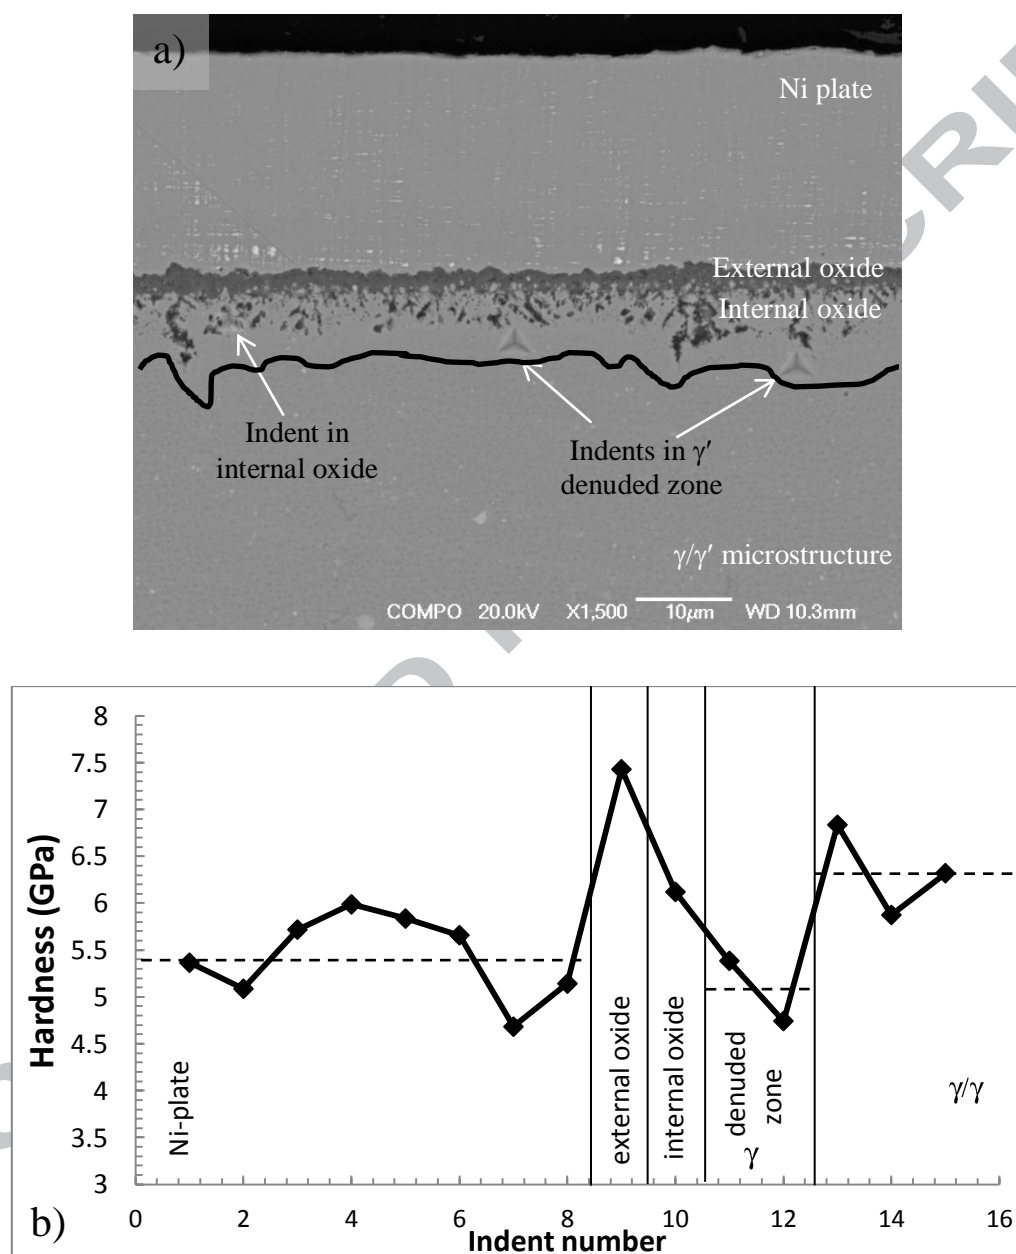 a)
Ni plate
External oxide
Internal oxide
Indent in
internal oxide
Indents in γ′
denuded zone
γ/γ′ microstructure
COMPO 20.0kV X1,500 10μm WD 10.3mm
CRI
8
7.5
7
6.5
6
5.5
5
4.5
4
3.5
3
Hardness (GPa)
Ni-plate
external oxide
internal oxide
denuded
zone
γ
γ/γ
0 2 4 6 8 10 12 14 16
Indent number
b)